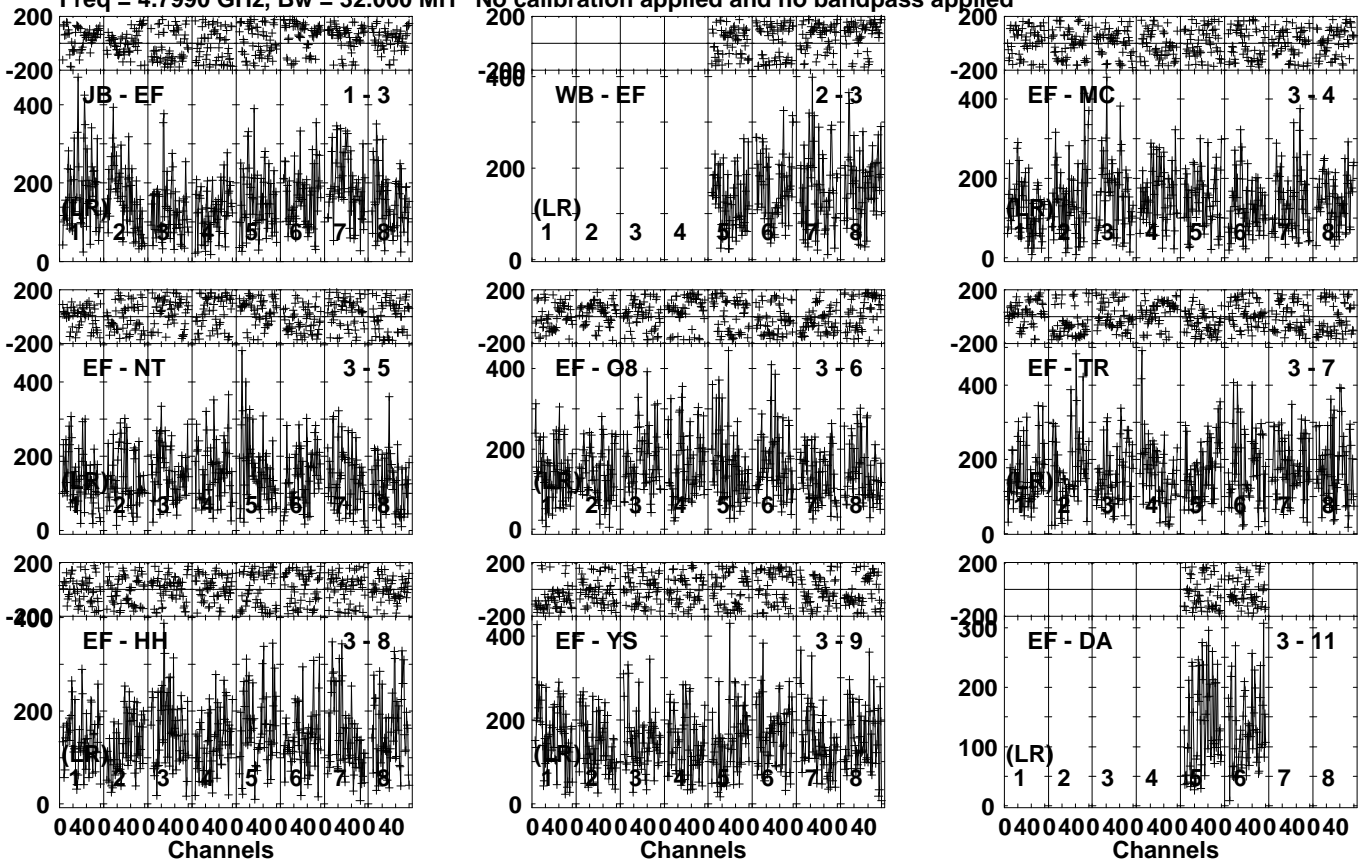 Freq = 4.7990 GHz, Bw = 32.000 MH No calibration applied and no bandpass applied
200
-200
JB - EF 1 - 3
400
200
0
(LR)
1 2 3 4 5 6 7 8
200
-200
400
WB - EF 2 - 3
200
0
(LR)
1 2 3 4 5 6 7 8
200
-200
EF - MC 3 - 4
400
200
0
(LR)
1 2 3 4 5 6 7 8
200
-200
EF - NT 3 - 5
400
200
0
(LR)
1 2 3 4 5 6 7 8
200
-200
EF - O8 3 - 6
400
200
0
(LR)
1 2 3 4 5 6 7 8
200
-200
EF - TR 3 - 7
400
200
0
(LR)
1 2 3 4 5 6 7 8
200
-200
400
EF - HH 3 - 8
200
0
(LR)
1 2 3 4 5 6 7 8
0 40 0 40 0 40 0 40 0 40 0 40 0 40 0 40
Channels
200
-200
EF - YS 3 - 9
400
200
0
(LR)
1 2 3 4 5 6 7 8
0 40 0 40 0 40 0 40 0 40 0 40 0 40 0 40
Channels
200
-200
300
EF - DA 3 - 11
200
100
0
(LR)
1 2 3 4 5 6 7 8
0 40 0 40 0 40 0 40 0 40 0 40 0 40 0 40
Channels